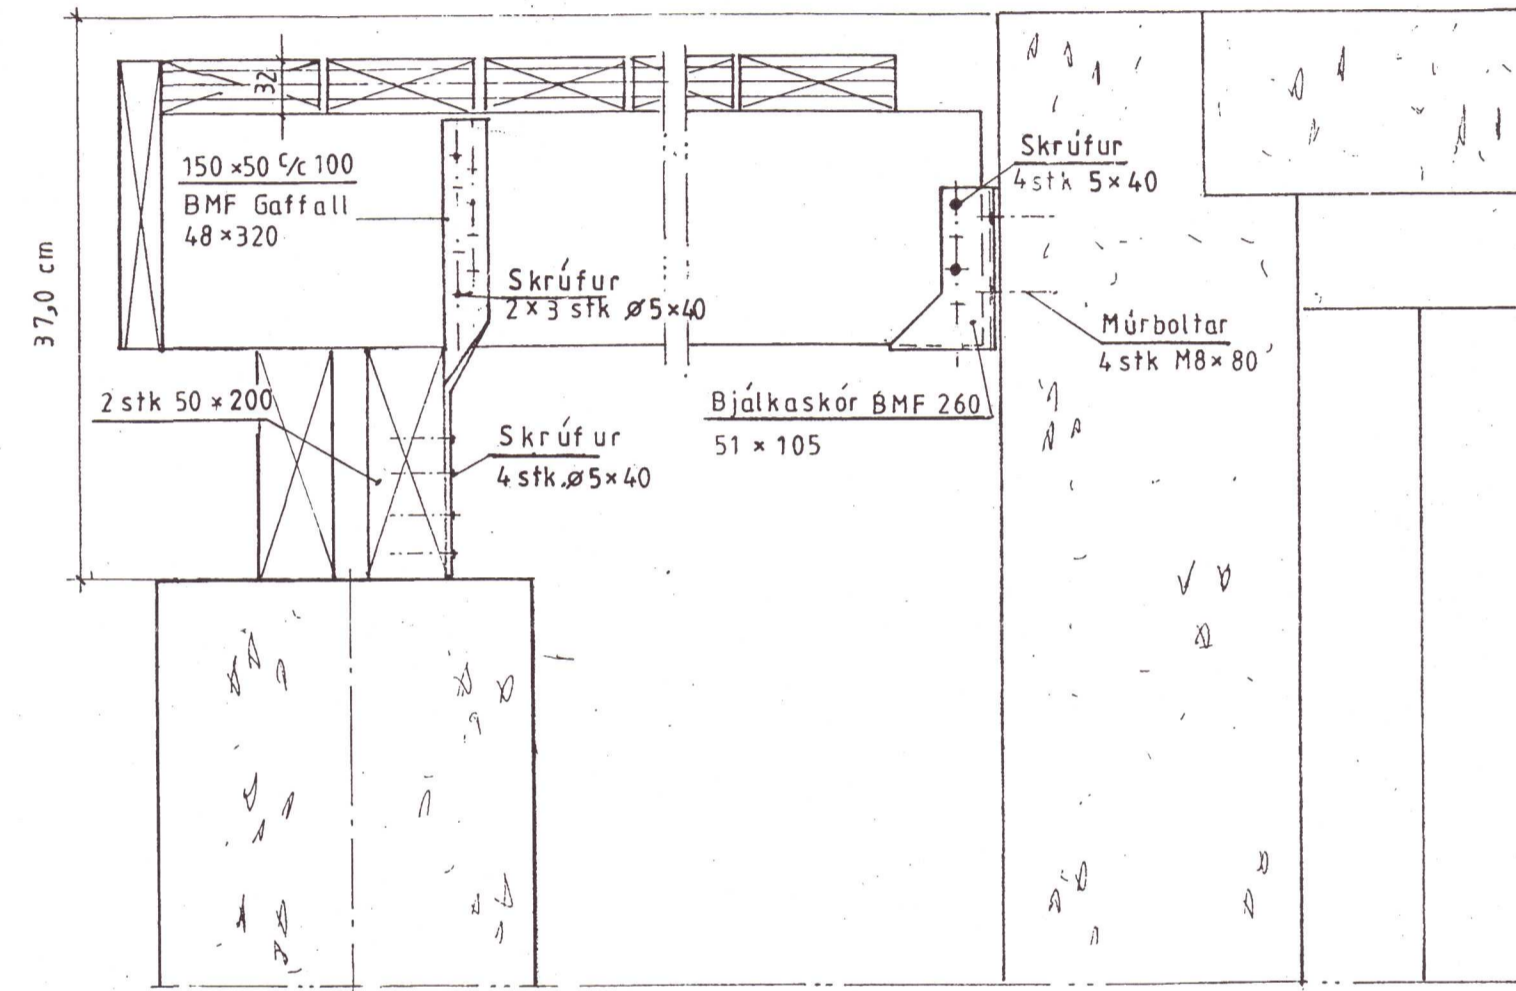 32
150 × 50 c/c 100
BMF Gaffall
48 × 320
37,0 cm
Skrúfur
2 × 3 stk ø 5 × 40
Skrúfur
4 stk 5 × 40
Múrboltar
4 stk M8 × 80
2 stk 50 × 200
Skrúfur
4 stk. ø 5 × 40
Bjálkaskór BMF 260
51 × 105